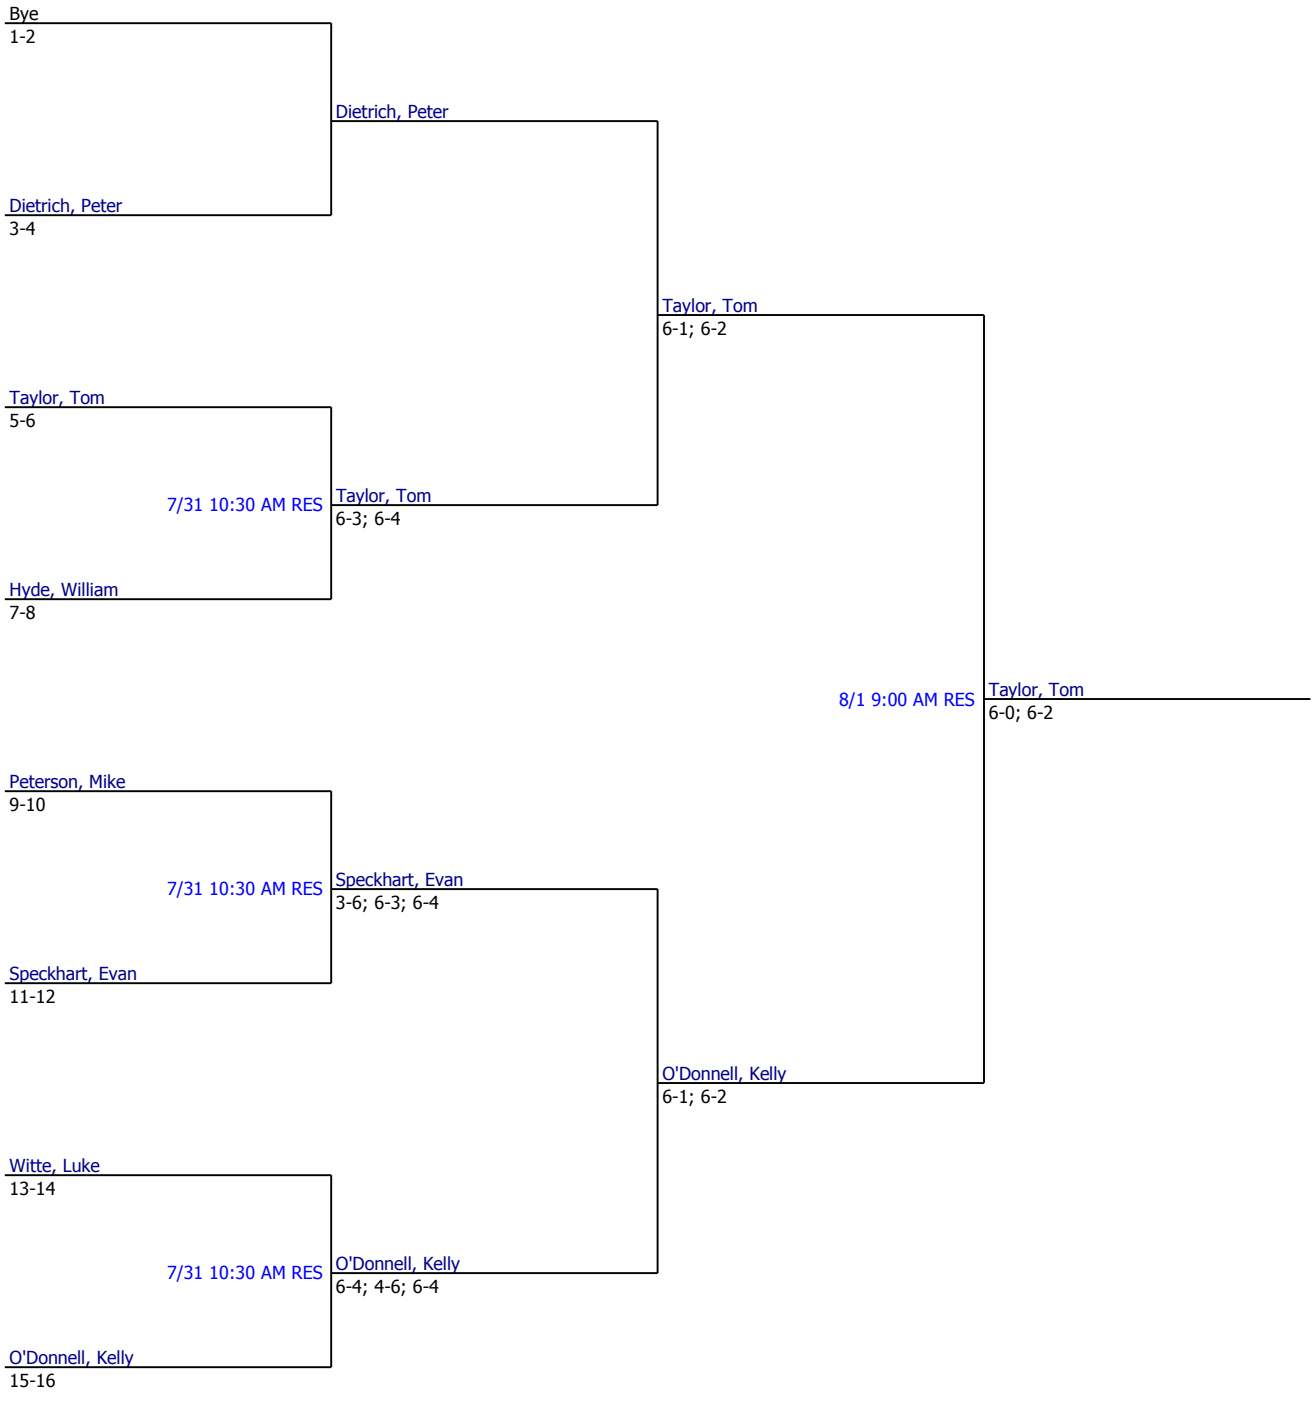 Bye
1-2
Dietrich, Peter
Dietrich, Peter
3-4
Taylor, Tom
6-1; 6-2
Taylor, Tom
5-6
7/31 10:30 AM RES
Taylor, Tom
6-3; 6-4
Hyde, William
7-8
8/1 9:00 AM RES
Taylor, Tom
6-0; 6-2
Peterson, Mike
9-10
7/31 10:30 AM RES
Speckhart, Evan
3-6; 6-3; 6-4
Speckhart, Evan
11-12
O'Donnell, Kelly
6-1; 6-2
Witte, Luke
13-14
7/31 10:30 AM RES
O'Donnell, Kelly
6-4; 4-6; 6-4
O'Donnell, Kelly
15-16